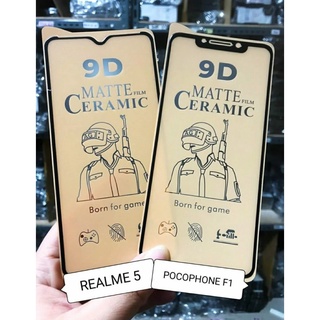 9D
MATTE FILM
CERAMIC
Born for game
REALME 5
9D
MATTE FILM
CERAMIC
Born for game
POCOPHONE F1